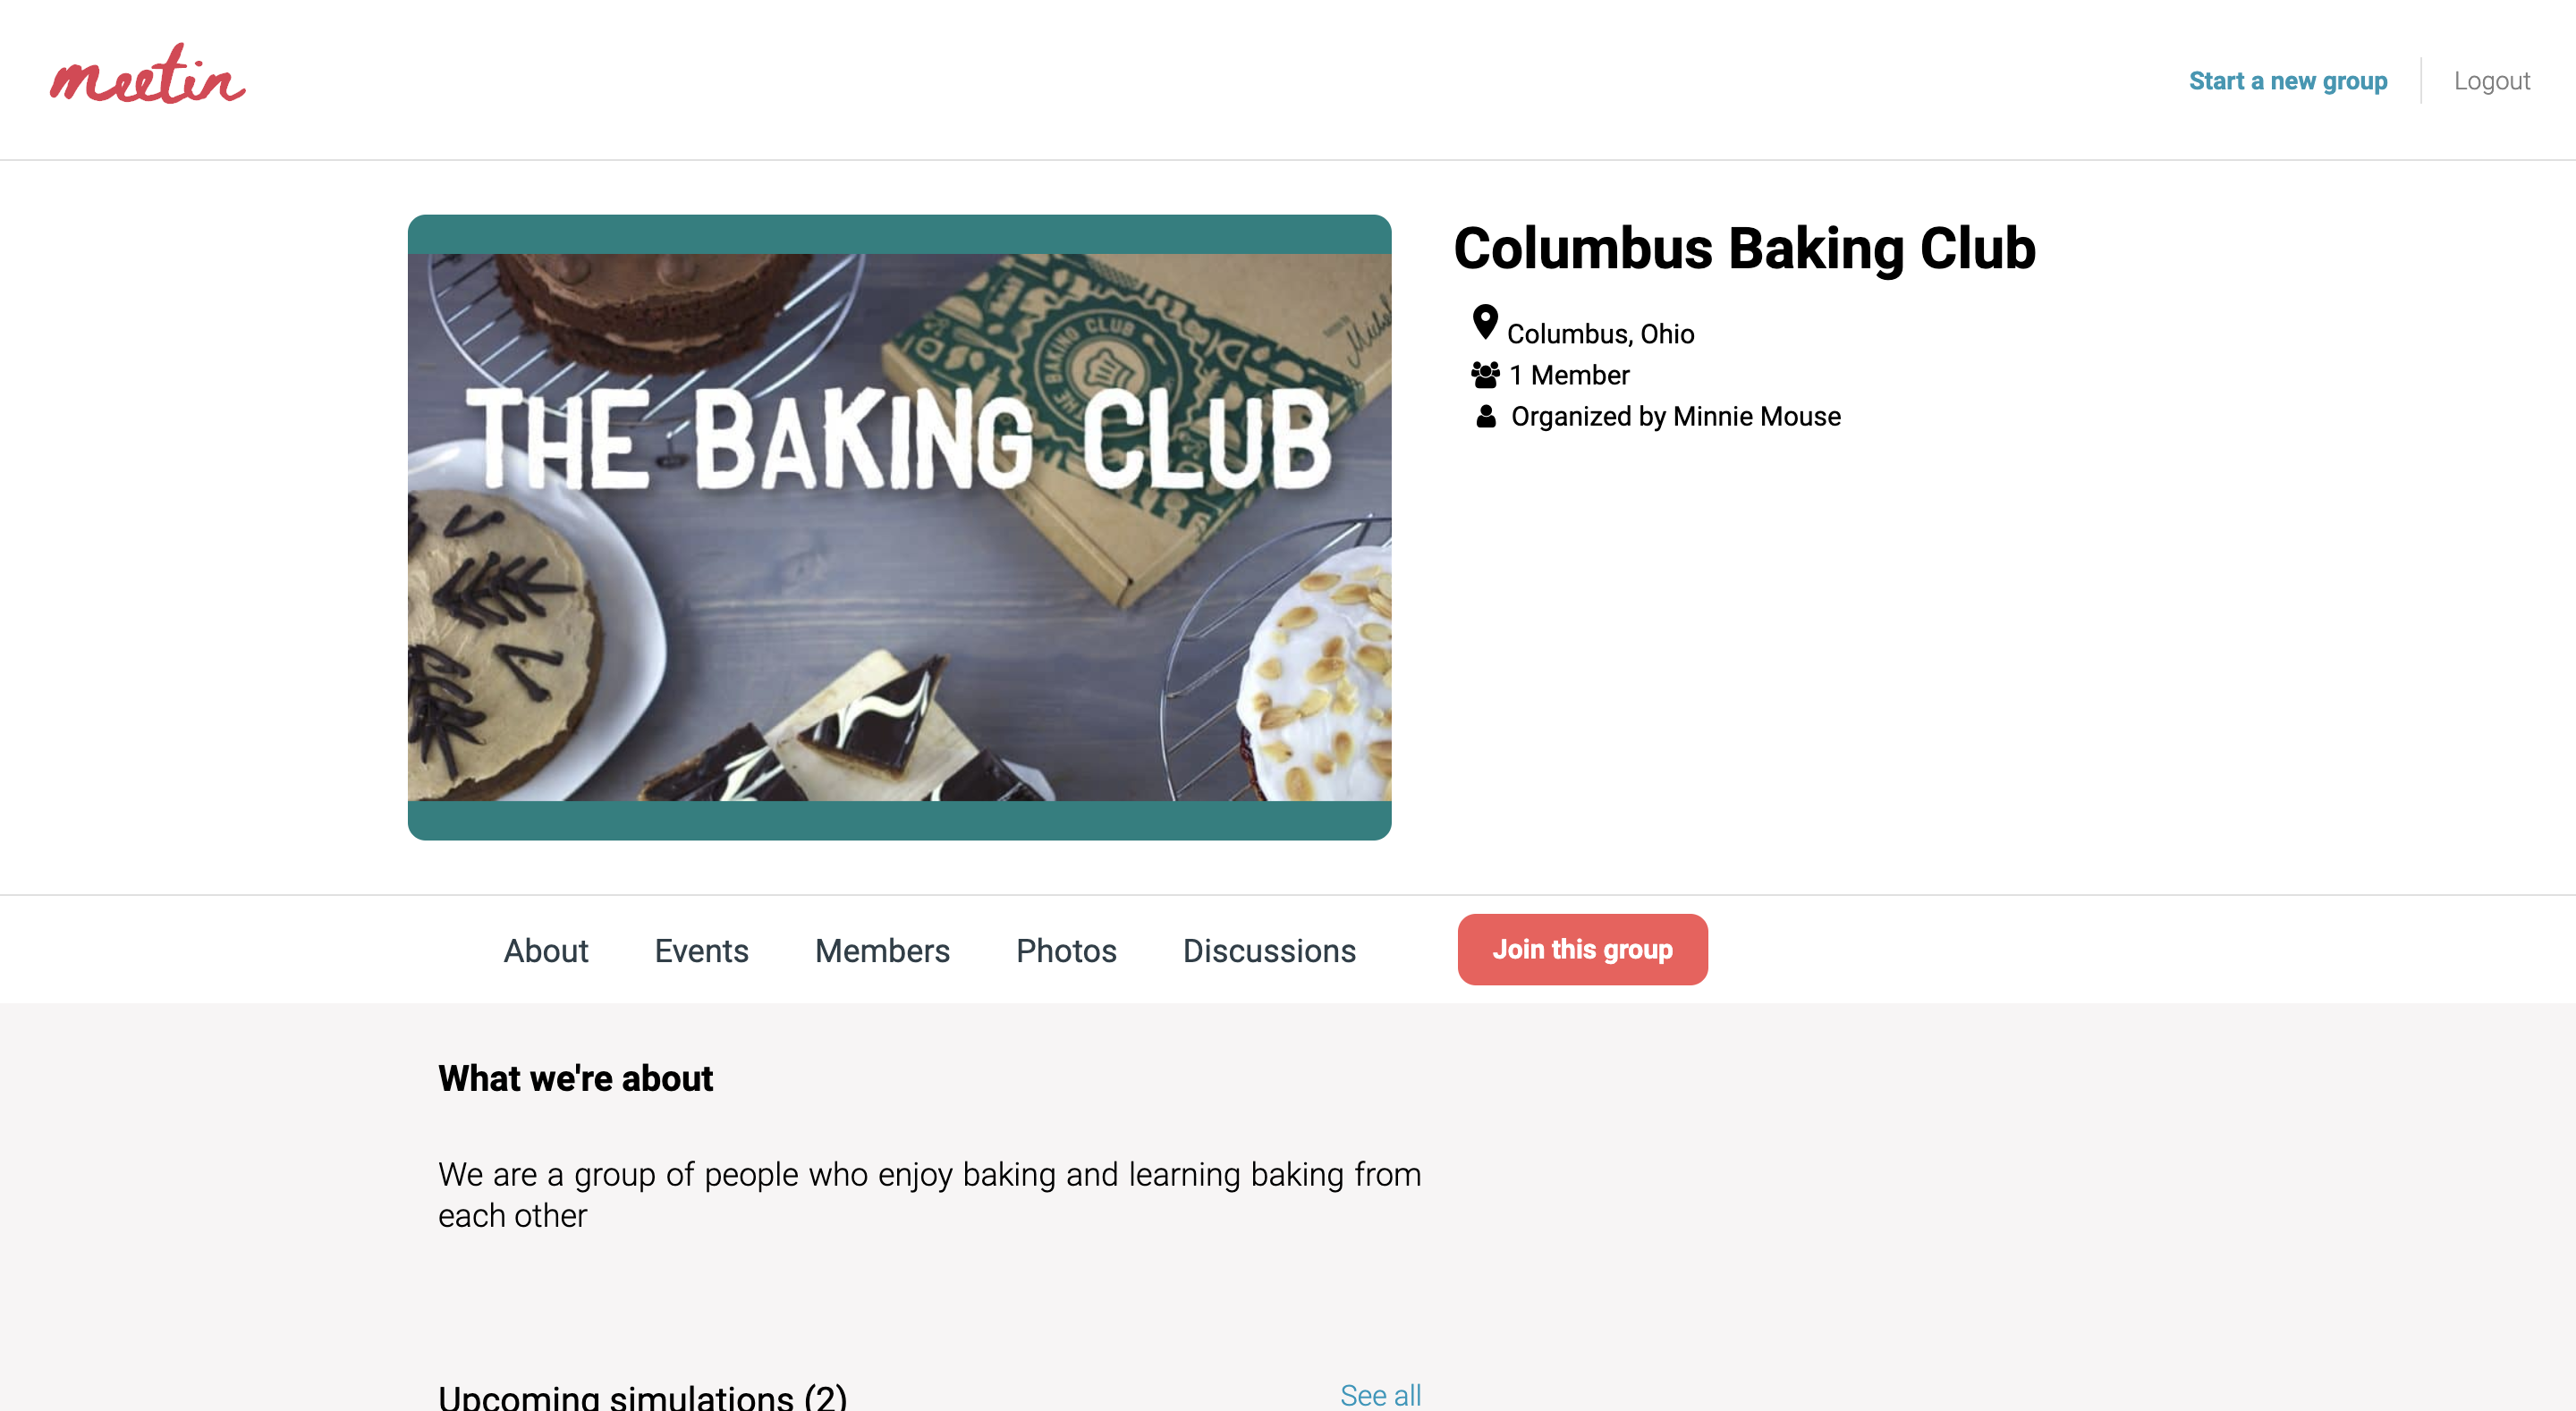 meetin
Start a new group
Logout
Columbus Baking Club
Columbus, Ohio
1 Member
Organized by Minnie Mouse
THE BAKING CLUB
THE BAKING CLUB
About
Events
Members
Photos
Discussions
Join this group
What we're about
We are a group of people who enjoy baking and learning baking from
each other
Upcoming simulations (2)
See all